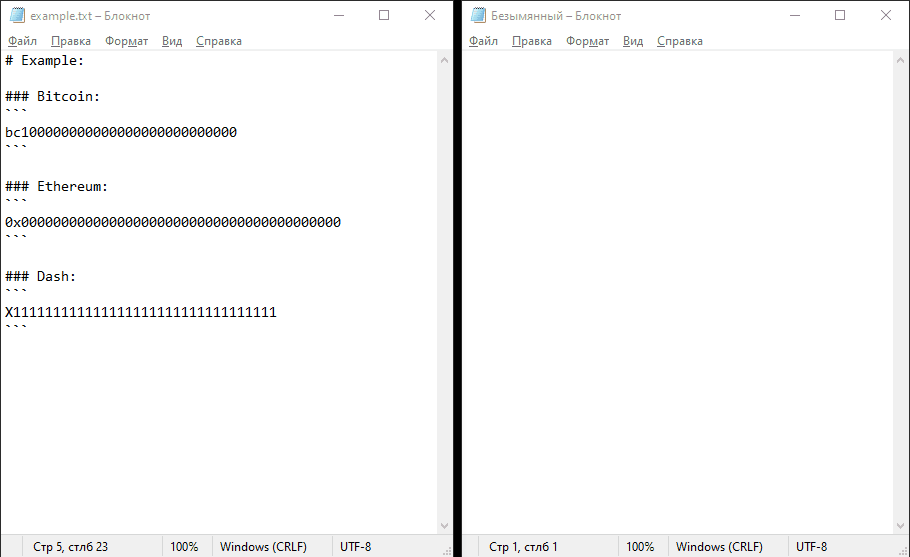 example.txt – Блокнот
Файл Правка Формат Вид Справка
# Example:
### Bitcoin:
```
bc100000000000000000000000000
```
### Ethereum:
```
0x0000000000000000000000000000000000000000
```
### Dash:
```
X111111111111111111111111111111111
```
Стр 5, стлб 23 100% Windows (CRLF) UTF-8
Безымянный – Блокнот
Файл Правка Формат Вид Справка
Стр 1, стлб 1 100% Windows (CRLF) UTF-8